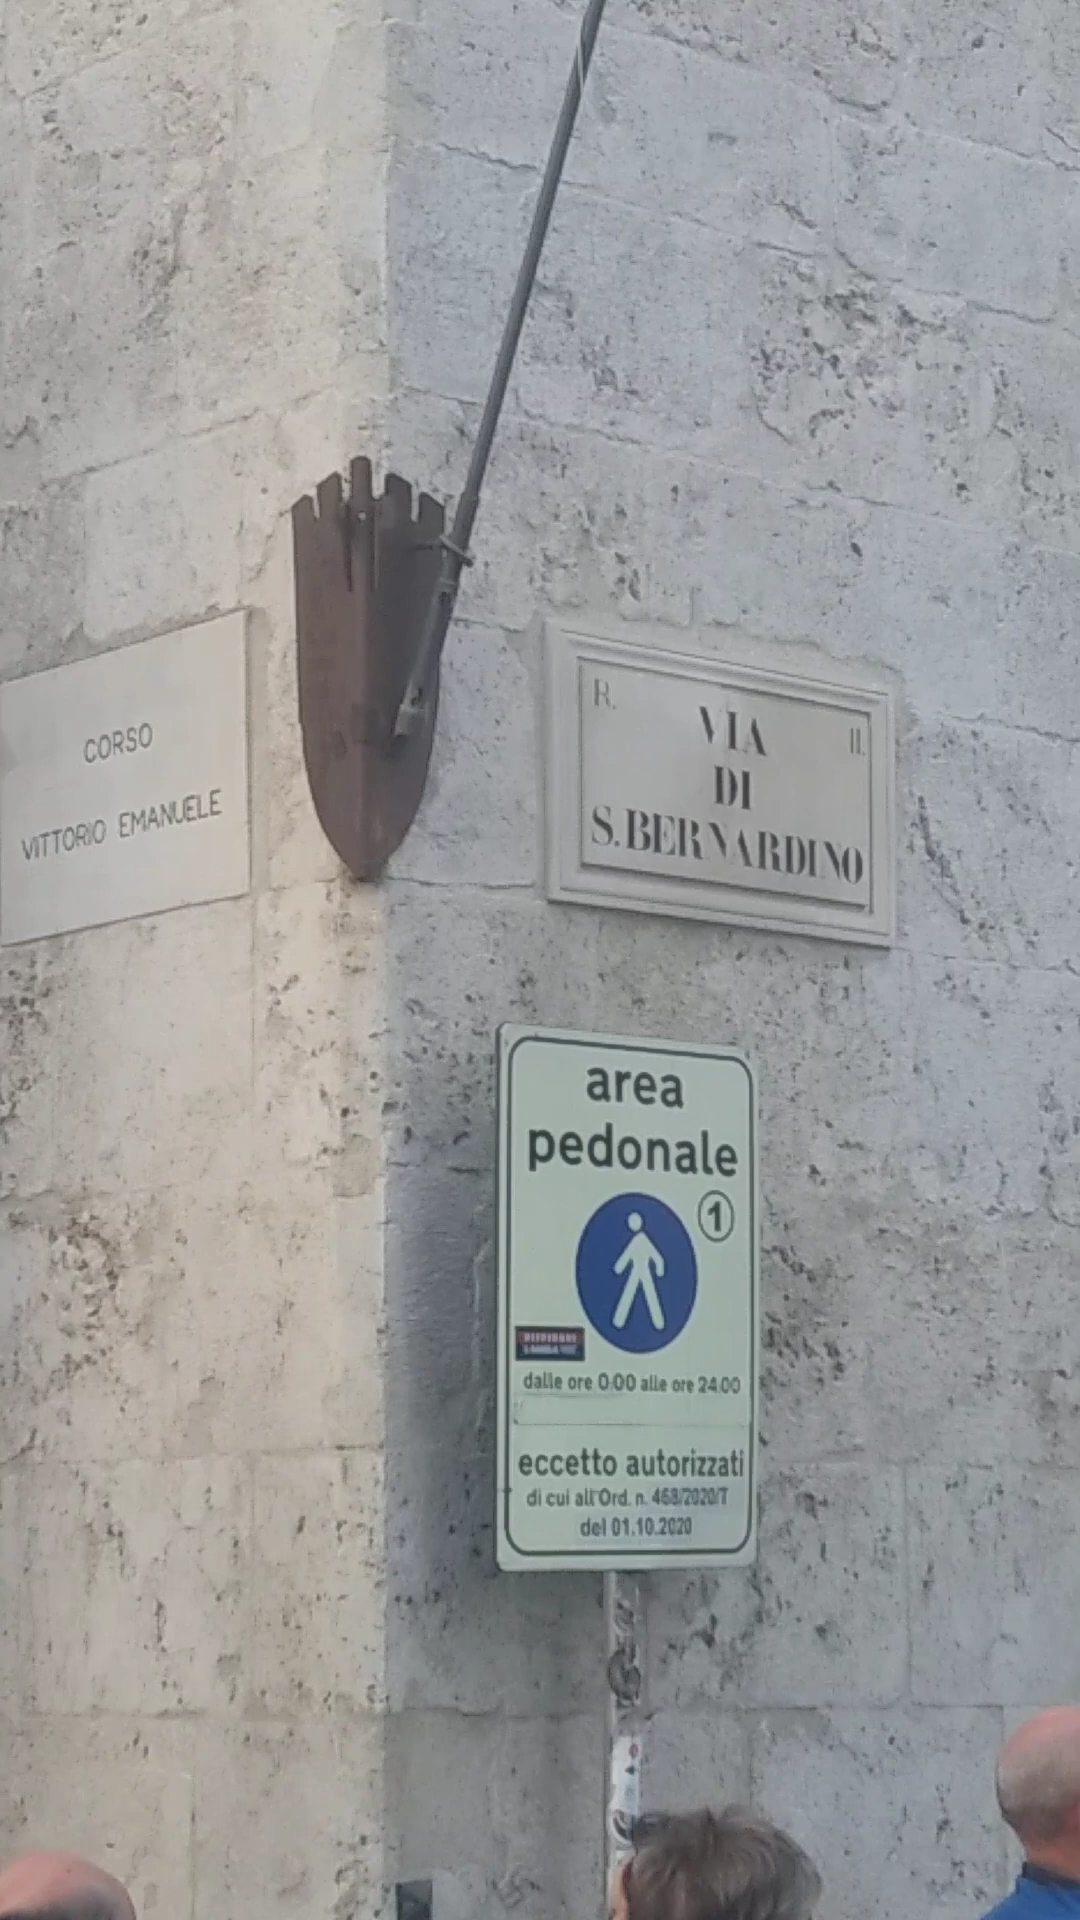 CORSO
VITTORIO EMANUELE
R.
II.
VIA
DI
S. BERNARDINO
area
pedonale
1
dalle ore 0:00 alle ore 24:00
eccetto autorizzati
di cui all'Ord. n. 468/2020/T
del 01.10.2020